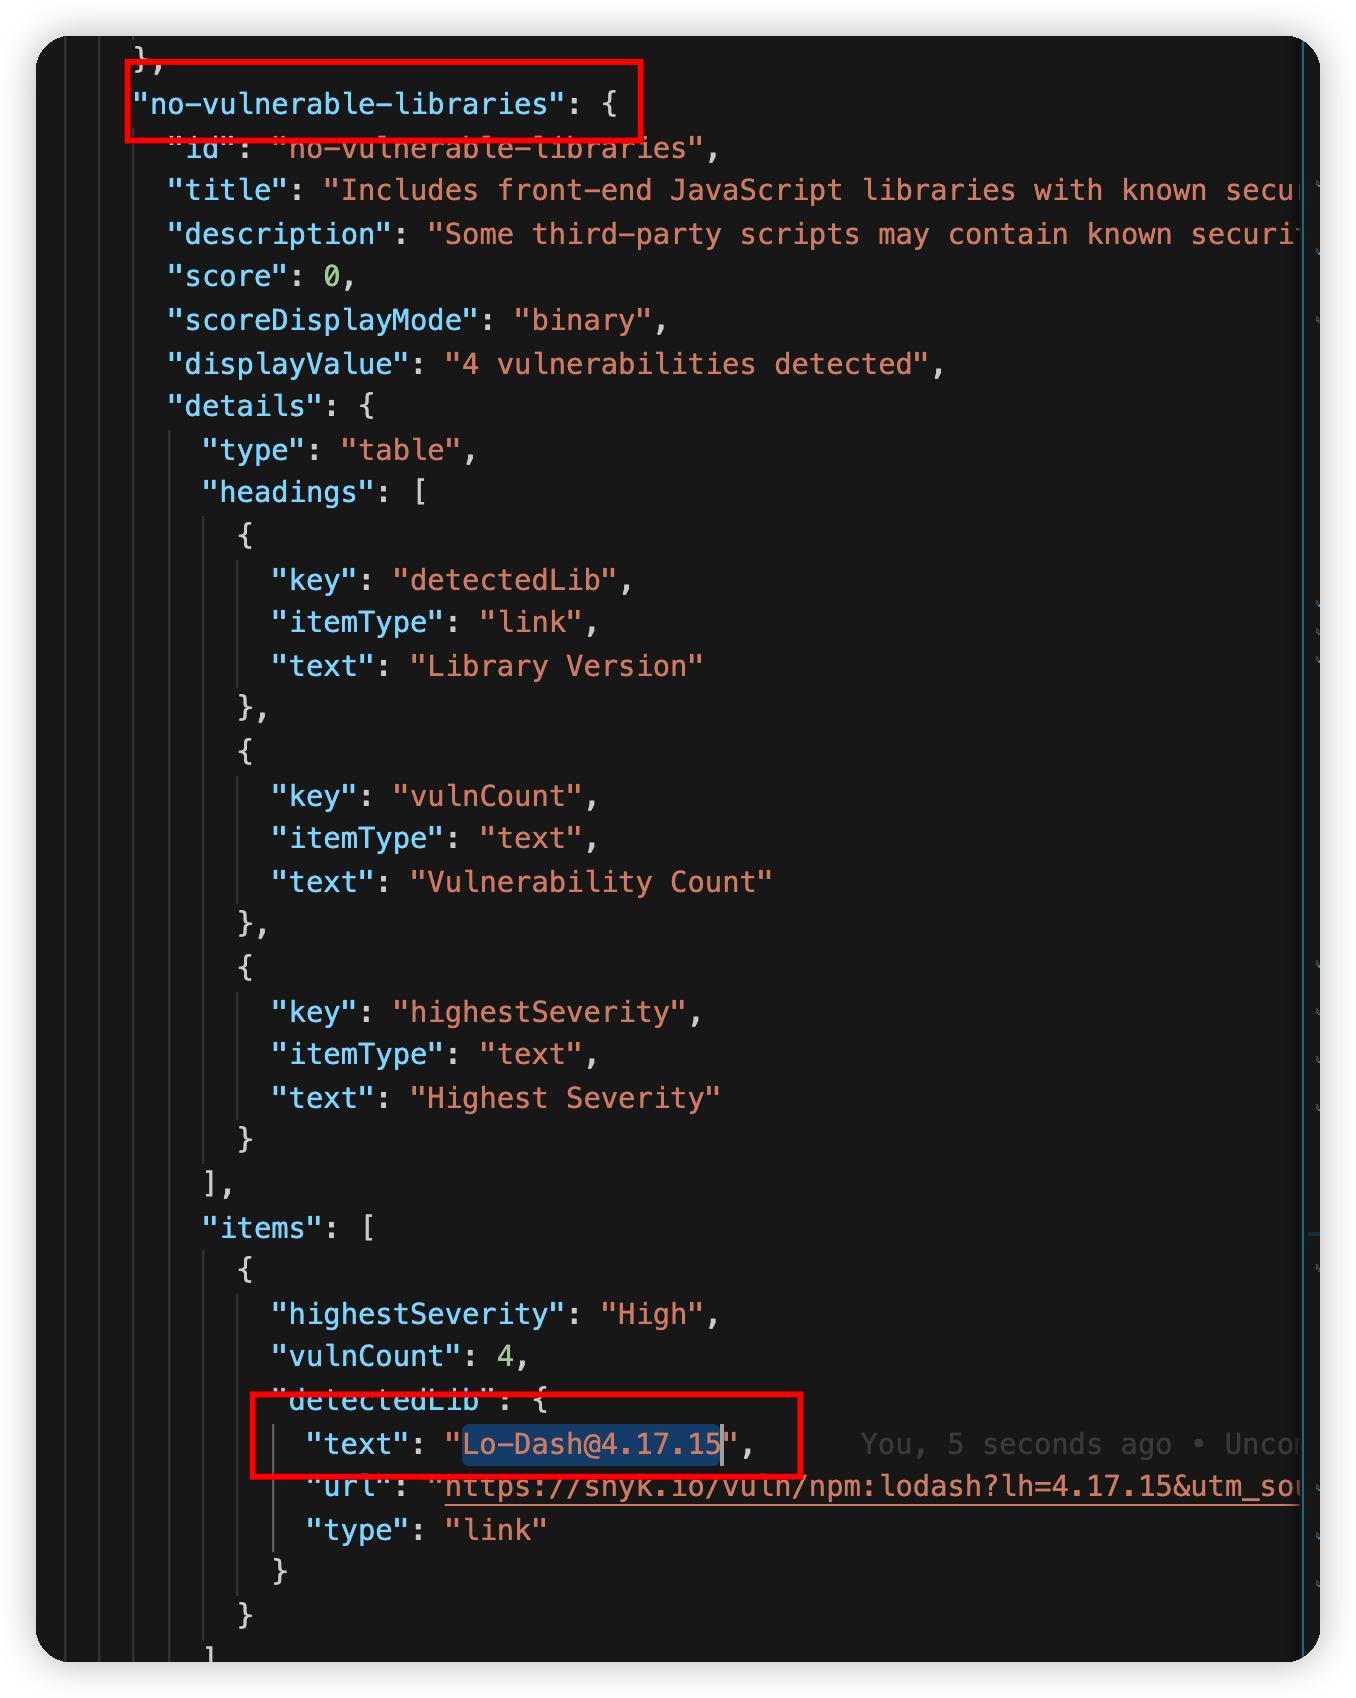 },
"no-vulnerable-libraries": {
"id": "no-vulnerable-libraries",
"title": "Includes front-end JavaScript libraries with known secu
"description": "Some third-party scripts may contain known securi
"score": 0,
"scoreDisplayMode": "binary",
"displayValue": "4 vulnerabilities detected",
"details": {
"type": "table",
"headings": [
{
"key": "detectedLib",
"itemType": "link",
"text": "Library Version"
},
{
"key": "vulnCount",
"itemType": "text",
"text": "Vulnerability Count"
},
{
"key": "highestSeverity",
"itemType": "text",
"text": "Highest Severity"
}
],
"items": [
{
"highestSeverity": "High",
"vulnCount": 4,
"detectedLib": {
"text": "Lo-Dash@4.17.15", You, 5 seconds ago • Uncon
"url": "https://snyk.io/vuln/npm:lodash?lh=4.17.15&utm_sou
"type": "link"
}
}
]